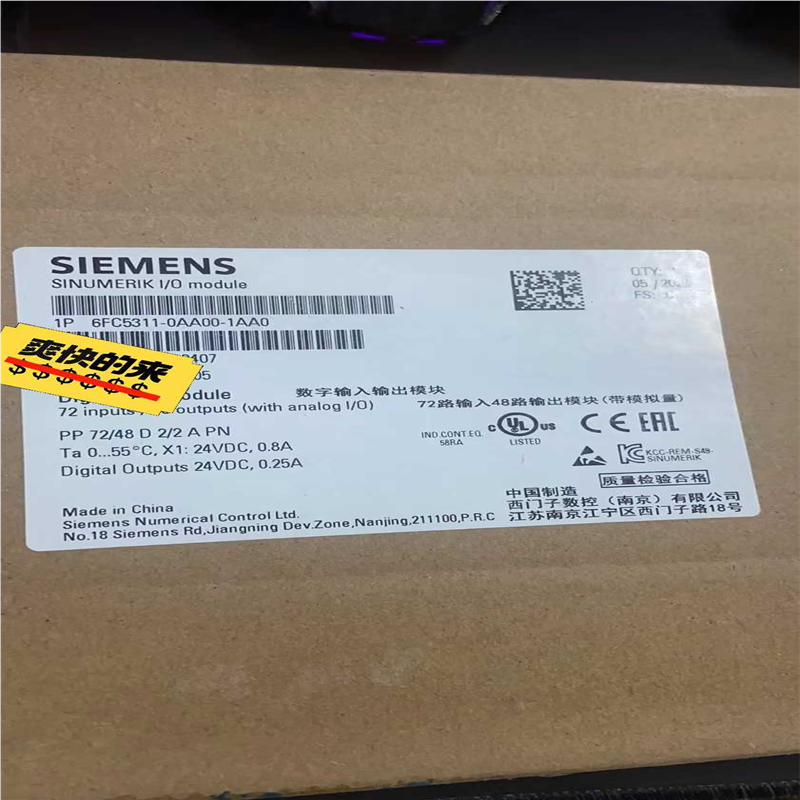 SIEMENS
SINUMERIK I/O module
QTY:
05 /
FS:
1P 6FC5311-0AA00-1AA0
爽快的来
$$$$$$
数字输入输出模块
72 inputs outputs (with analog I/O)
72路输入48路输出模块(带模拟量)
PP 72/48 D 2/2 A PN
Ta 0...55°C, X1: 24VDC, 0.8A
Digital Outputs 24VDC, 0.25A
IND.CONT.EQ.
58RA
C UL US
LISTED
CE EAC
KCC-REM-S49-
SINUMERIK
质量检验合格
Made in China
Siemens Numerical Control Ltd.
No.18 Siemens Rd,Jiangning Dev.Zone,Nanjing,211100,P.R.C
中国制造
西门子数控(南京)有限公司
江苏南京江宁区西门子路18号